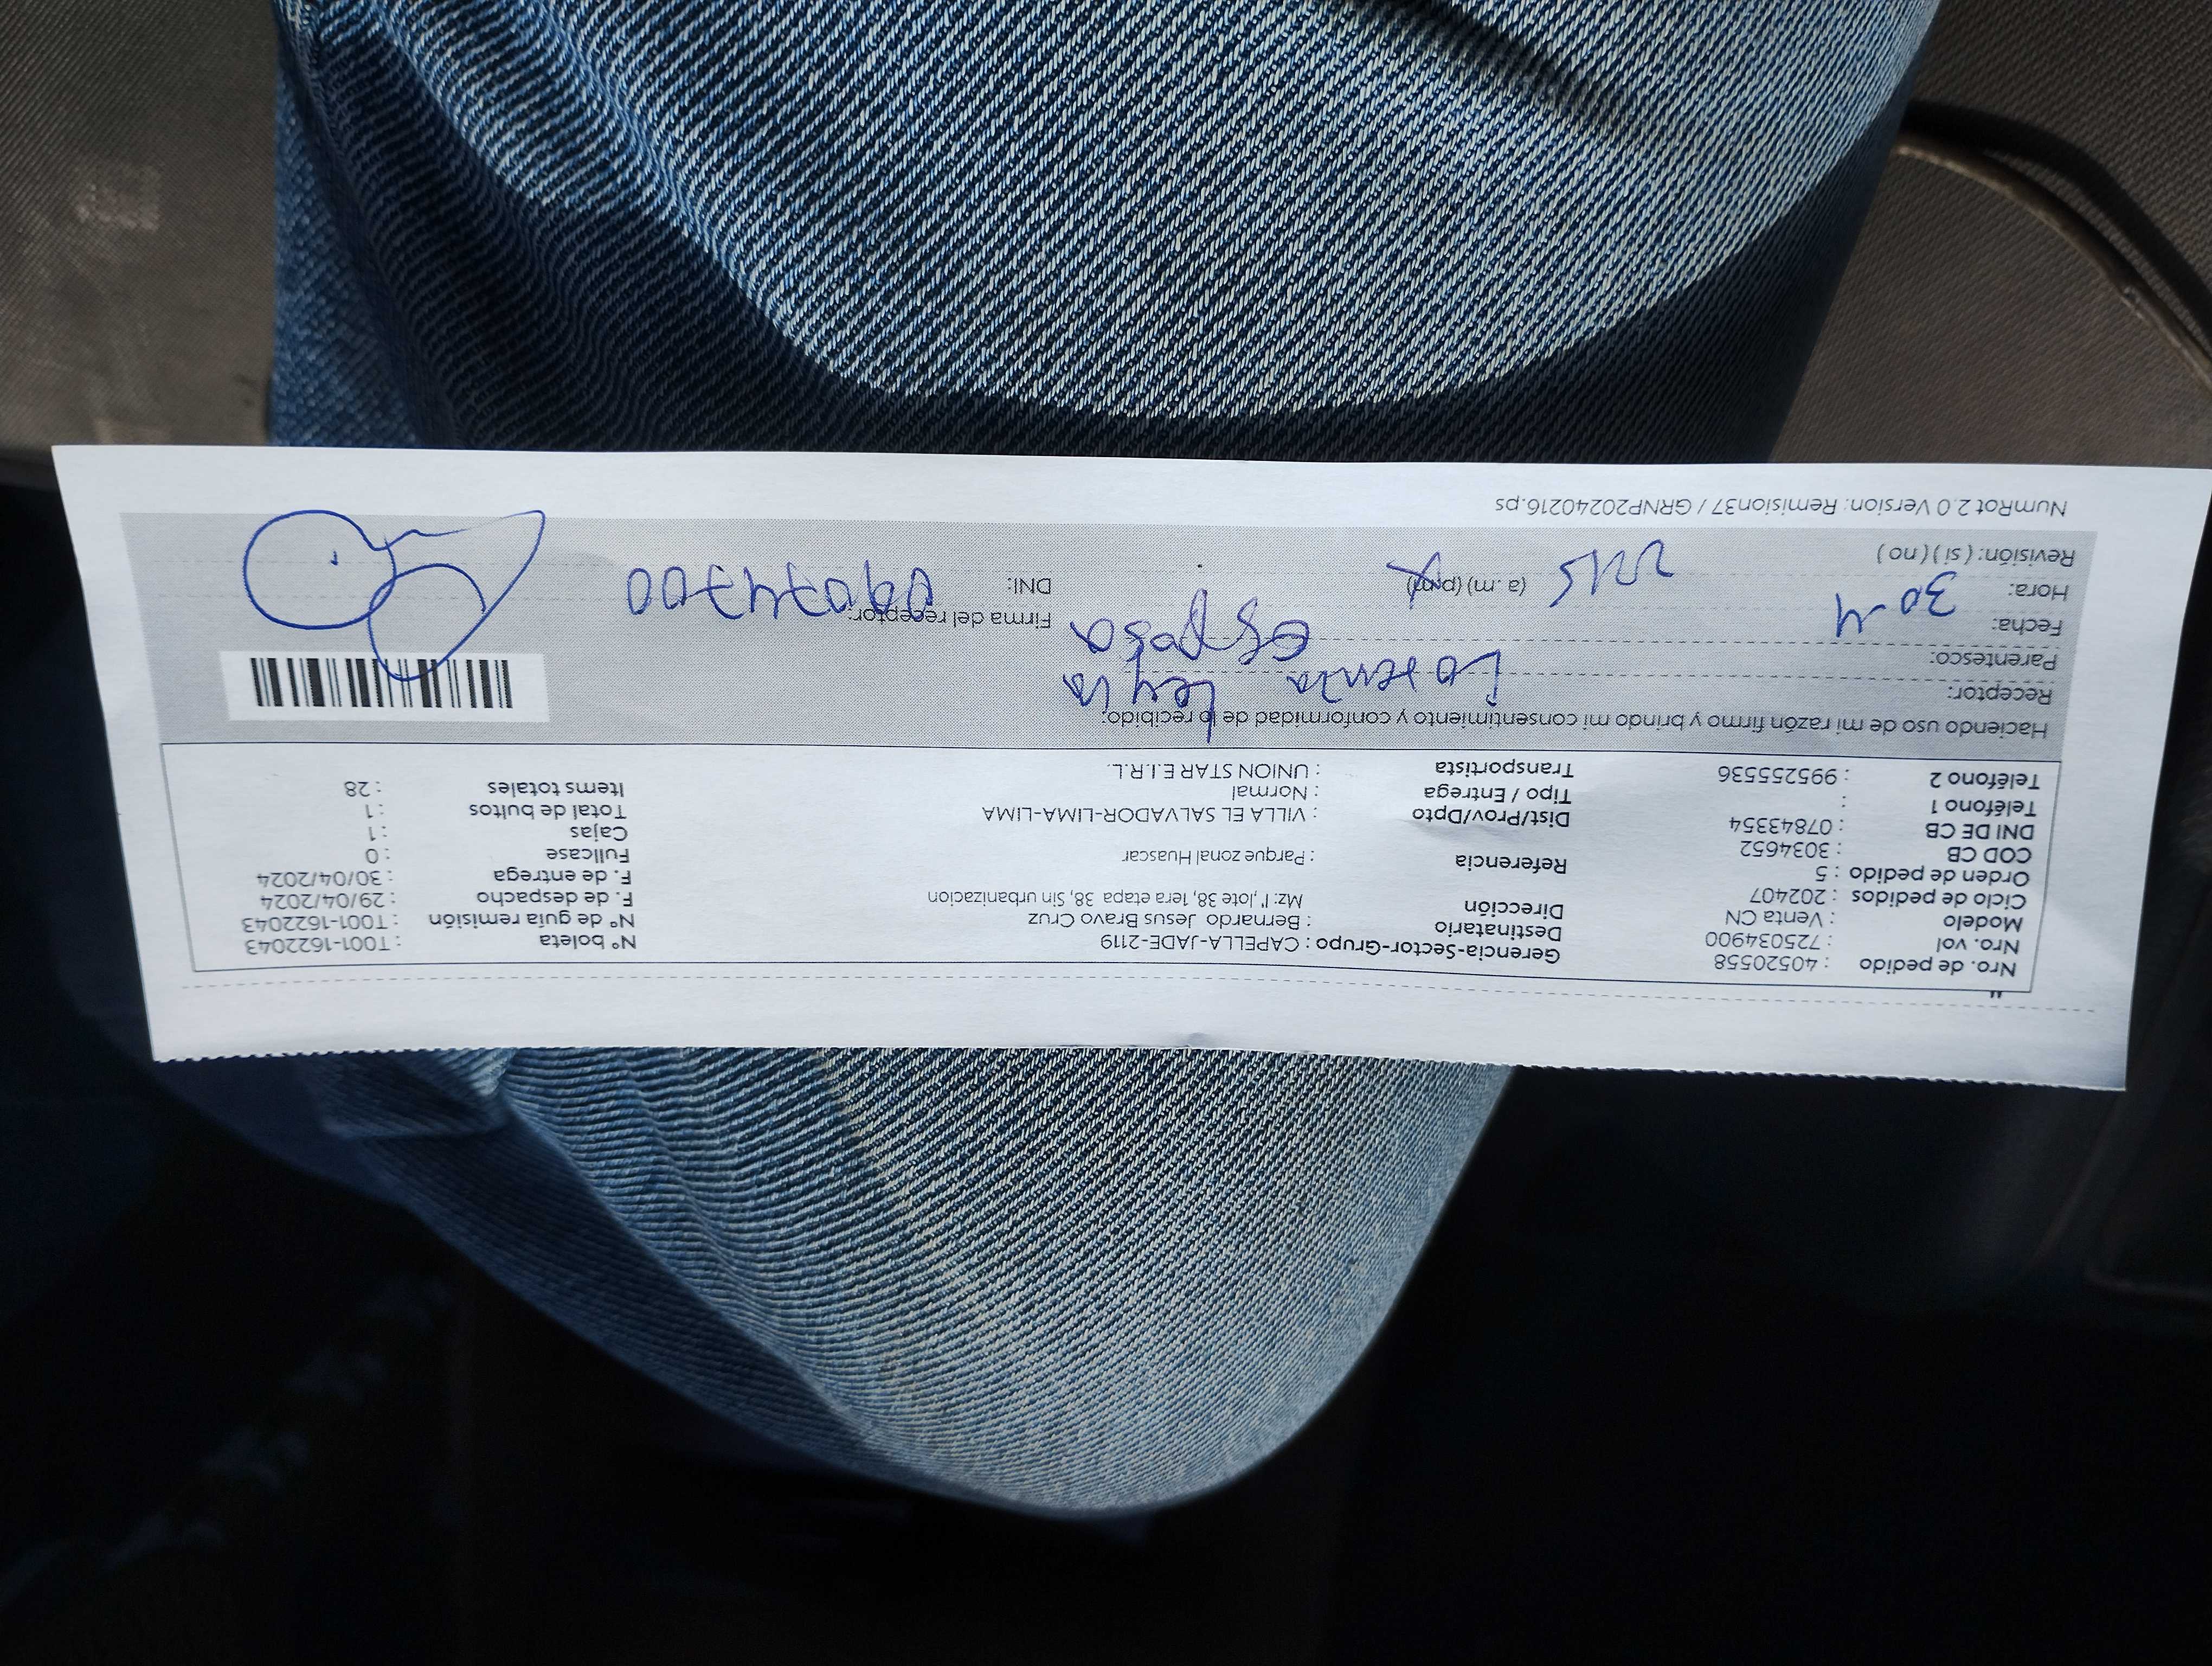 Nro. de pedido : 40520558 Gerencia-Sector-Grupo : CAPELLA-JADE-2119 N° boleta : T001-1622043
Nro. vol : 725034900 Destinatario : Bernardo Jesus Bravo Cruz N° de guía remisión : T001-1622043
Modelo : Venta CN Dirección Mz: I' ,lote 38, 1era etapa 38, Sin urbanizacion F. de despacho : 29/04/2024
Ciclo de pedidos : 202407 F. de entrega : 30/04/2024
Orden de pedido : 5 Referencia : Parque zonal Huascar Fullcase : 0
COD CB : 3034652 Cajas : 1
DNI DE CB : 07843354 Dist/Prov/Dpto : VILLA EL SALVADOR-LIMA-LIMA Total de bultos : 1
Teléfono 1 : Tipo / Entrega : Normal Items totales : 28
Teléfono 2 : 995255536 Transportista : UNION STAR E.I.R.L.
Haciendo uso de mi razón firmo y brindo mi consentimiento y conformidad de lo recibido:
Receptor: Lorenza Leyla
Parentesco: esposa
Fecha: 30-4 Firma del receptor:
Hora: (a.m) (p.m) DNI:
Revisión: ( si ) ( no )
NumRot 2.0 Version: Remision37 / GRNP20240216.ps